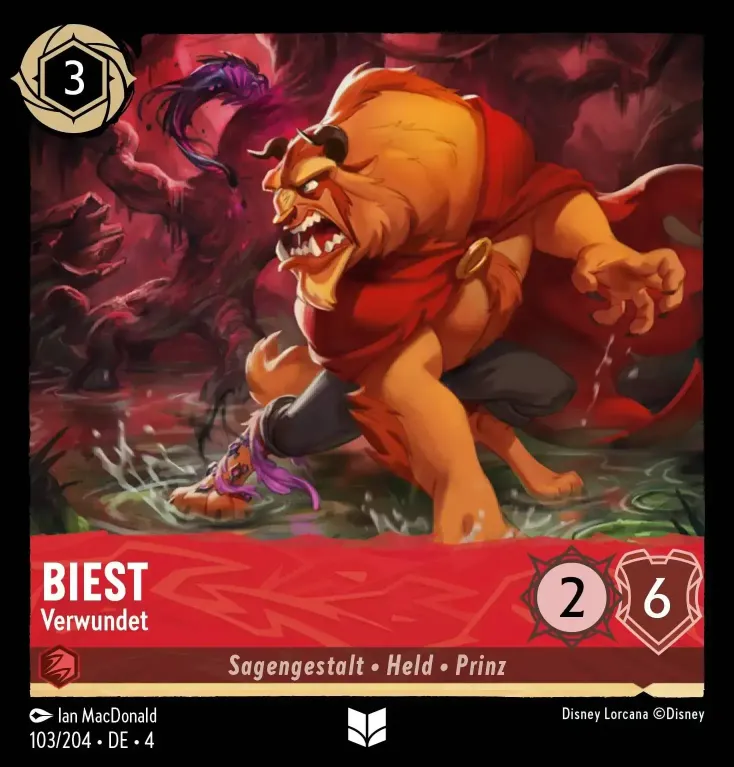 3
BIEST
Verwundet
2
6
Sagengestalt • Held • Prinz
Ian MacDonald
103/204 • DE • 4
Disney Lorcana ©Disney